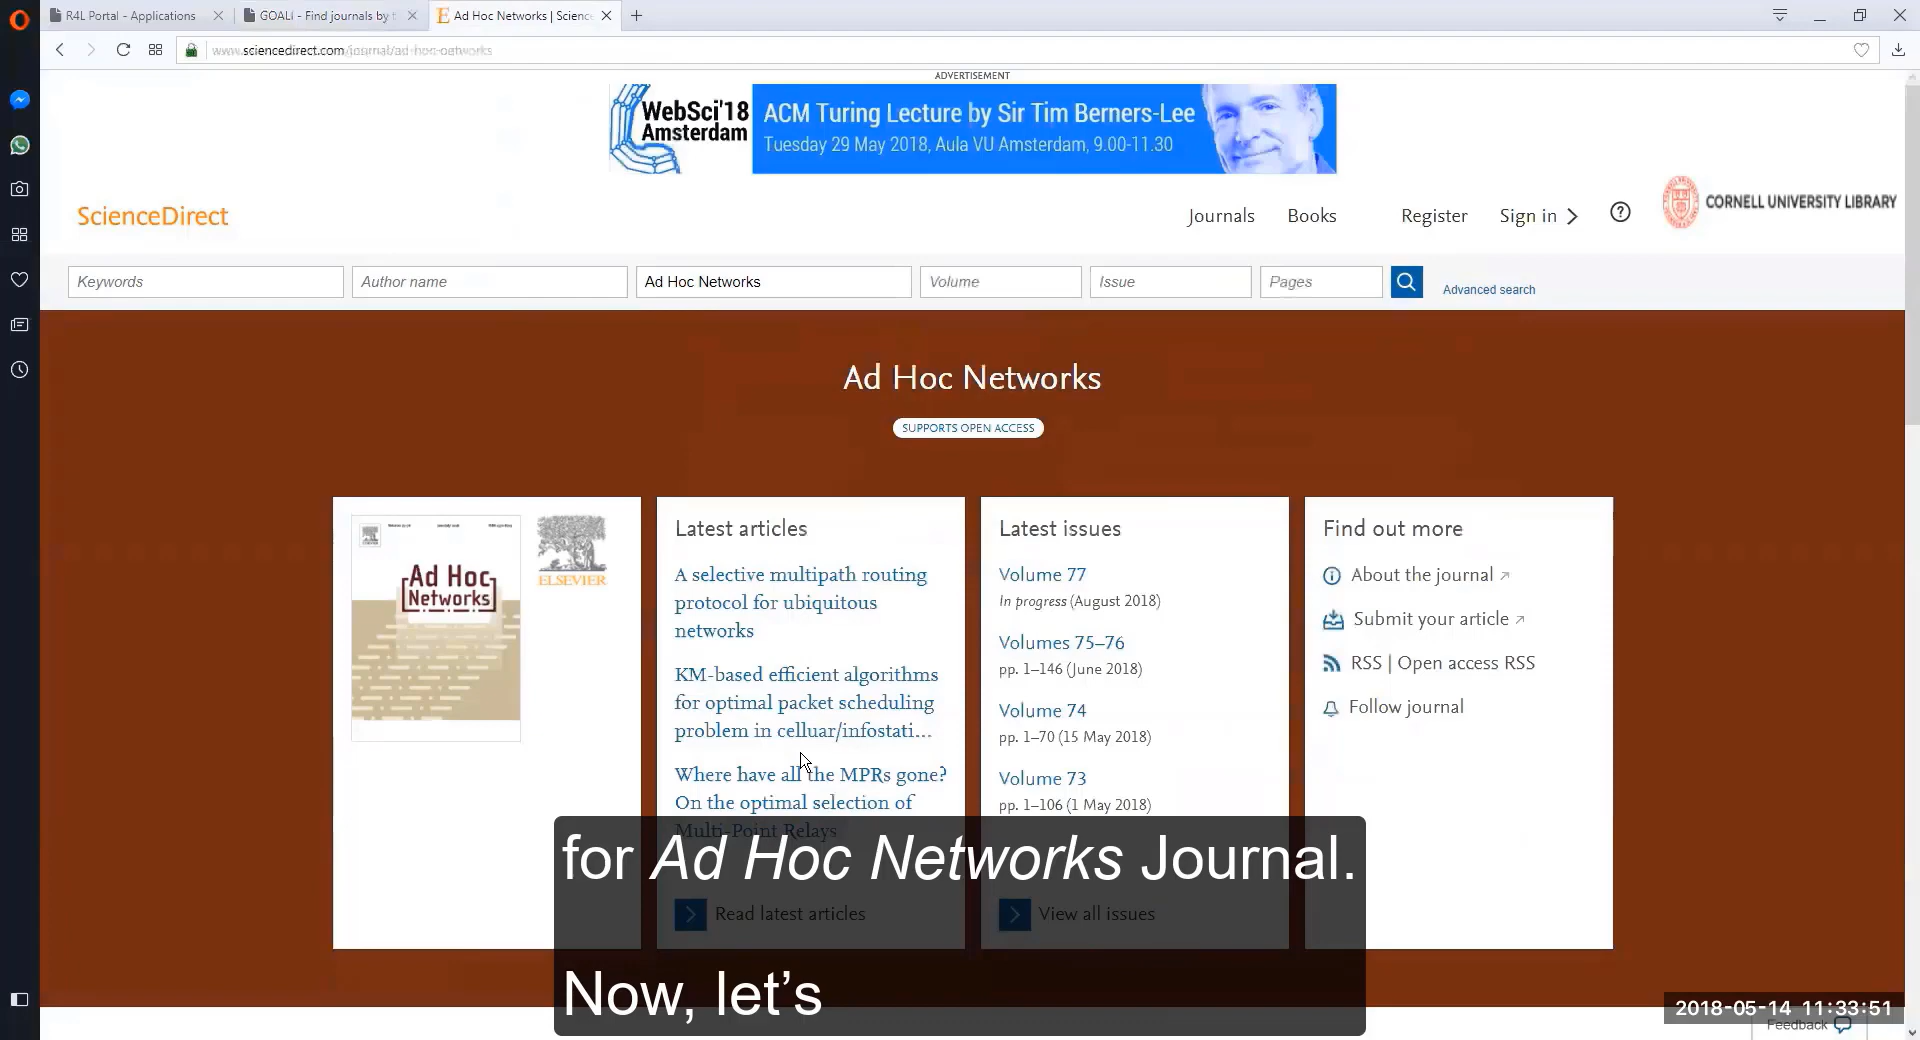 R4L Portal - Applications
GOALI - Find journals by t
Ad Hoc Networks | Science
www.sciencedirect.com/journal/ad-hoc-networks
ADVERTISEMENT
WebSci'18
Amsterdam
ACM Turing Lecture by Sir Tim Berners-Lee
Tuesday 29 May 2018, Aula VU Amsterdam, 9.00-11.30
ScienceDirect
Journals
Books
Register
Sign in
CORNELL UNIVERSITY LIBRARY
Keywords
Author name
Ad Hoc Networks
Volume
Issue
Pages
Advanced search
Ad Hoc Networks
SUPPORTS OPEN ACCESS
Ad Hoc
Networks
ELSEVIER
Latest articles
A selective multipath routing
protocol for ubiquitous
networks
KM-based efficient algorithms
for optimal packet scheduling
problem in celluar/infostati...
Where have all the MPRs gone?
On the optimal selection of
Multi-Point Relays
Read latest articles
Latest issues
Volume 77
In progress (August 2018)
Volumes 75–76
pp. 1–146 (June 2018)
Volume 74
pp. 1–70 (15 May 2018)
Volume 73
pp. 1–106 (1 May 2018)
View all issues
Find out more
About the journal
Submit your article
RSS | Open access RSS
Follow journal
for Ad Hoc Networks Journal.
Now, let’s
2018-05-14 11:33:51
Feedback